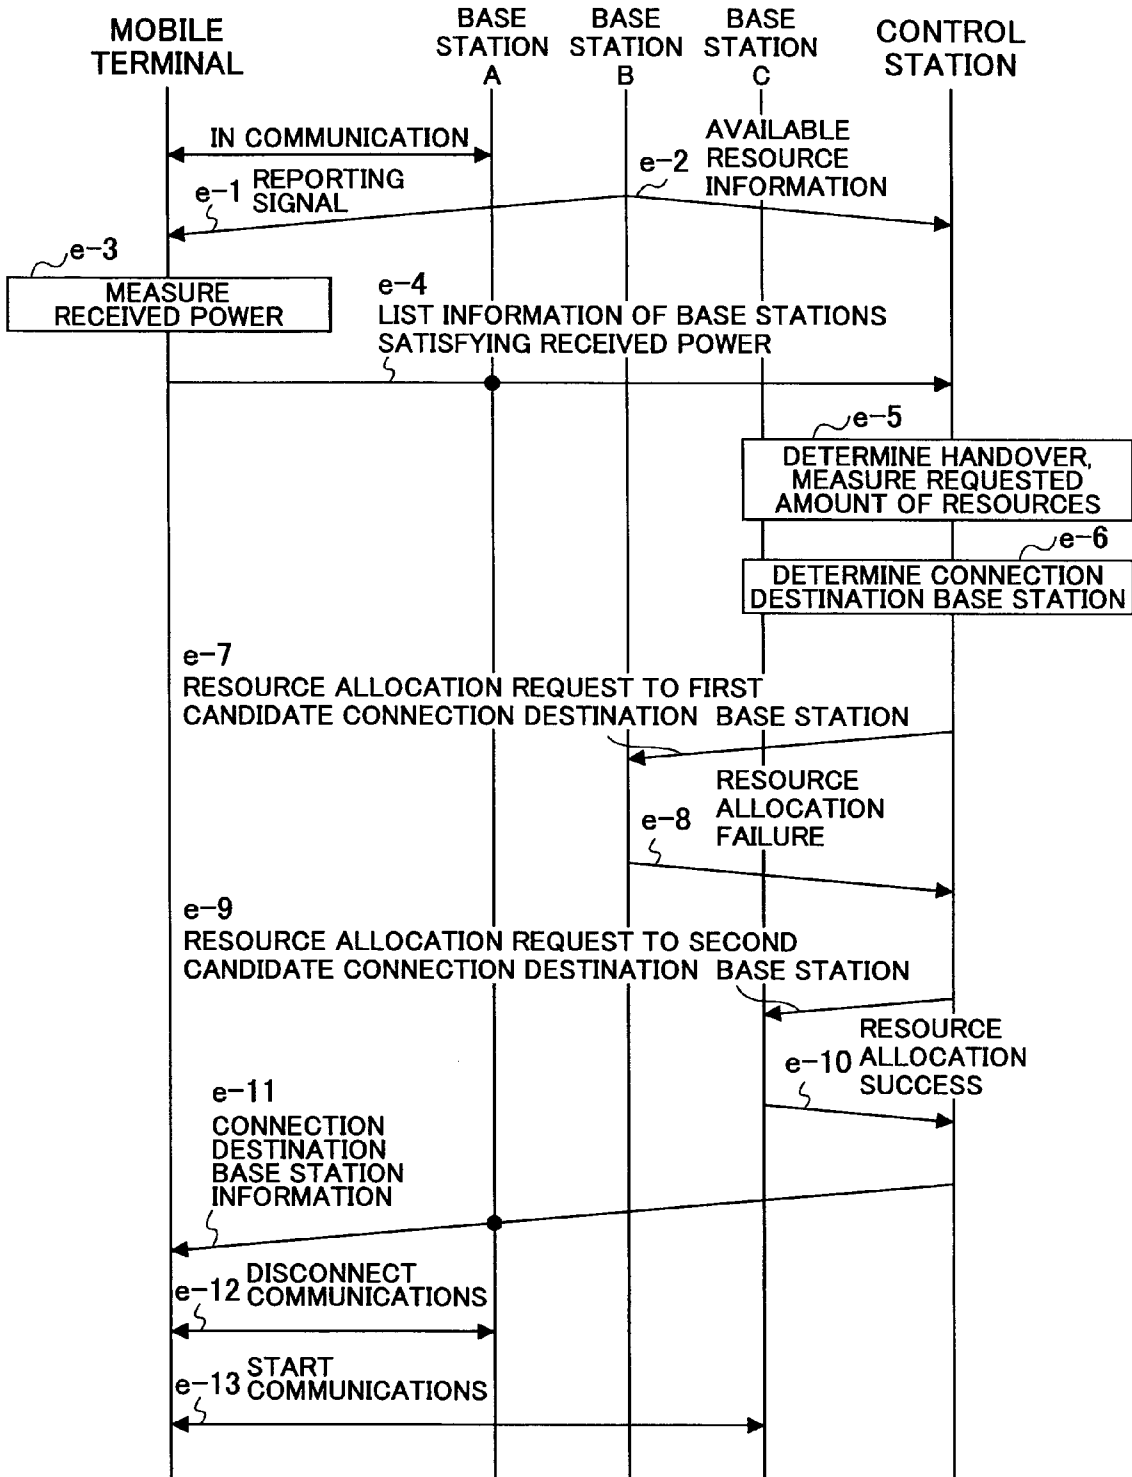 MOBILE
TERMINAL
BASE
STATION
A
BASE
STATION
B
BASE
STATION
C
CONTROL
STATION
IN COMMUNICATION
e-1
REPORTING
SIGNAL
e-2
AVAILABLE
RESOURCE
INFORMATION
e-3
MEASURE
RECEIVED POWER
e-4
LIST INFORMATION OF BASE STATIONS
SATISFYING RECEIVED POWER
e-5
DETERMINE HANDOVER,
MEASURE REQUESTED
AMOUNT OF RESOURCES
e-6
DETERMINE CONNECTION
DESTINATION BASE STATION
e-7
RESOURCE ALLOCATION REQUEST TO FIRST
CANDIDATE CONNECTION DESTINATION BASE STATION
e-8
RESOURCE
ALLOCATION
FAILURE
e-9
RESOURCE ALLOCATION REQUEST TO SECOND
CANDIDATE CONNECTION DESTINATION BASE STATION
e-10
RESOURCE
ALLOCATION
SUCCESS
e-11
CONNECTION
DESTINATION
BASE STATION
INFORMATION
e-12
DISCONNECT
COMMUNICATIONS
e-13
START
COMMUNICATIONS